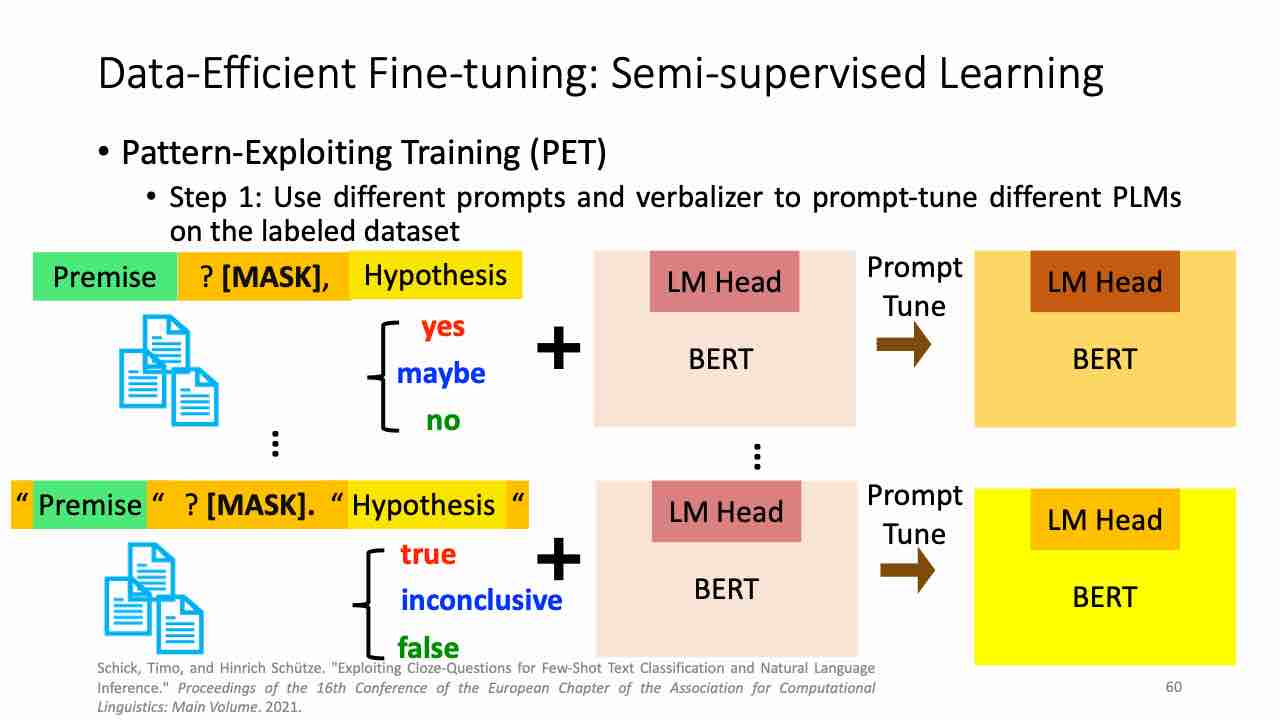 Data-Efficient Fine-tuning: Semi-supervised Learning
• Pattern-Exploiting Training (PET)
• Step 1: Use different prompts and verbalizer to prompt-tune different PLMs
on the labeled dataset
Premise ? [MASK], Hypothesis
yes
maybe
no
+
LM Head
BERT
Prompt
Tune
LM Head
BERT
“ Premise “ ? [MASK]. “ Hypothesis “
true
inconclusive
false
+
LM Head
BERT
Prompt
Tune
LM Head
BERT
Schick, Timo, and Hinrich Schütze. "Exploiting Cloze-Questions for Few-Shot Text Classification and Natural Language
Inference." Proceedings of the 16th Conference of the European Chapter of the Association for Computational
Linguistics: Main Volume. 2021.
60